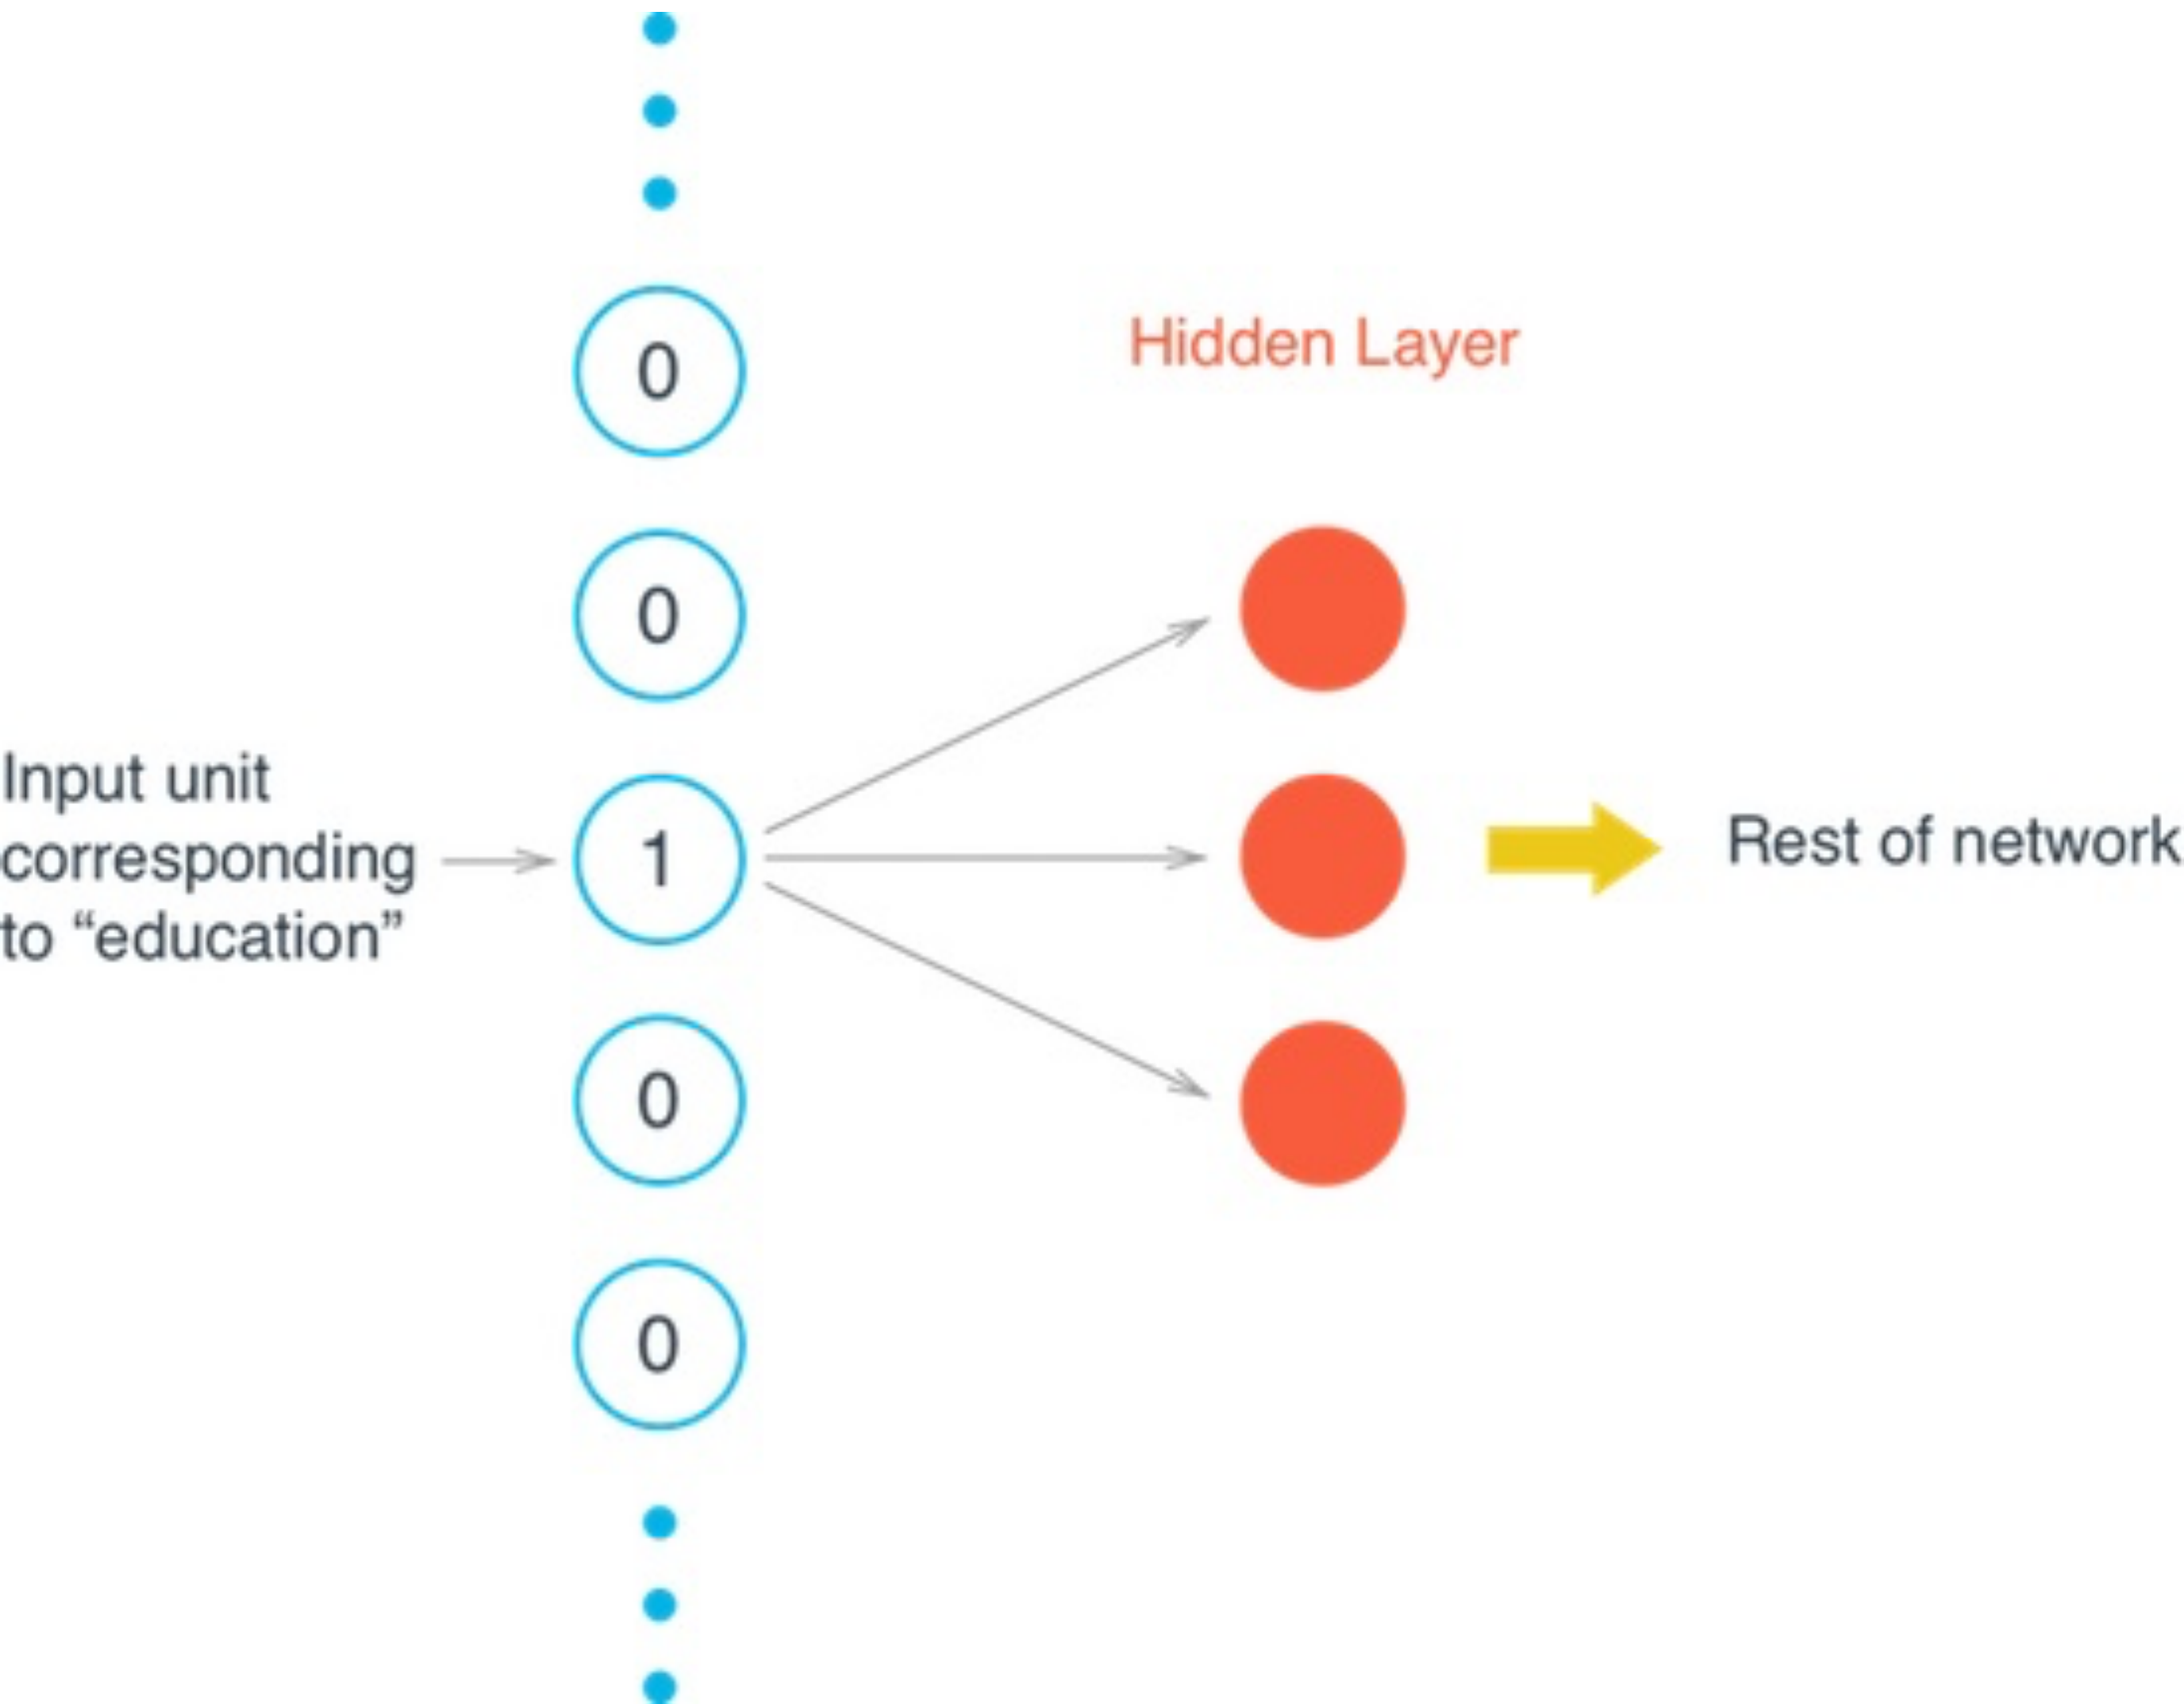 0
Hidden Layer
0
Input unit
corresponding
to “education”
1
Rest of network
0
0